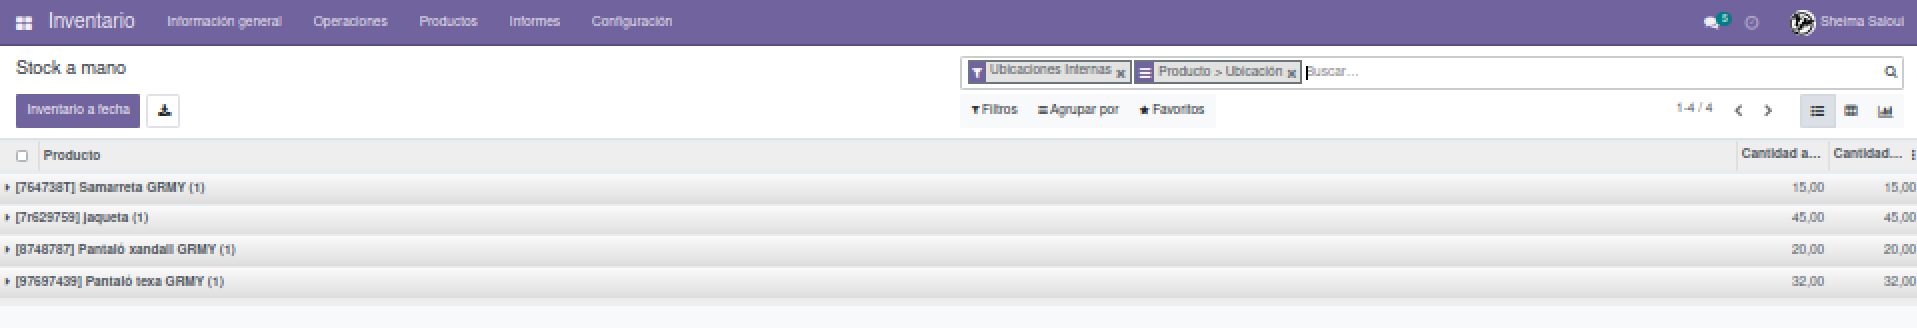 Inventario Información general Operaciones Productos Informes Configuración 5 Sheima Saloui
Stock a mano
Ubicaciones Internas x Producto > Ubicación x Buscar...
Inventario a fecha Filtros Agrupar por Favoritos 1-4 / 4
Producto Cantidad a... Cantidad...
[764738T] Samarreta GRMY (1) 15,00 15,00
[7r629759] jaqueta (1) 45,00 45,00
[8748787] Pantaló xandall GRMY (1) 20,00 20,00
[97697439] Pantaló texa GRMY (1) 32,00 32,00